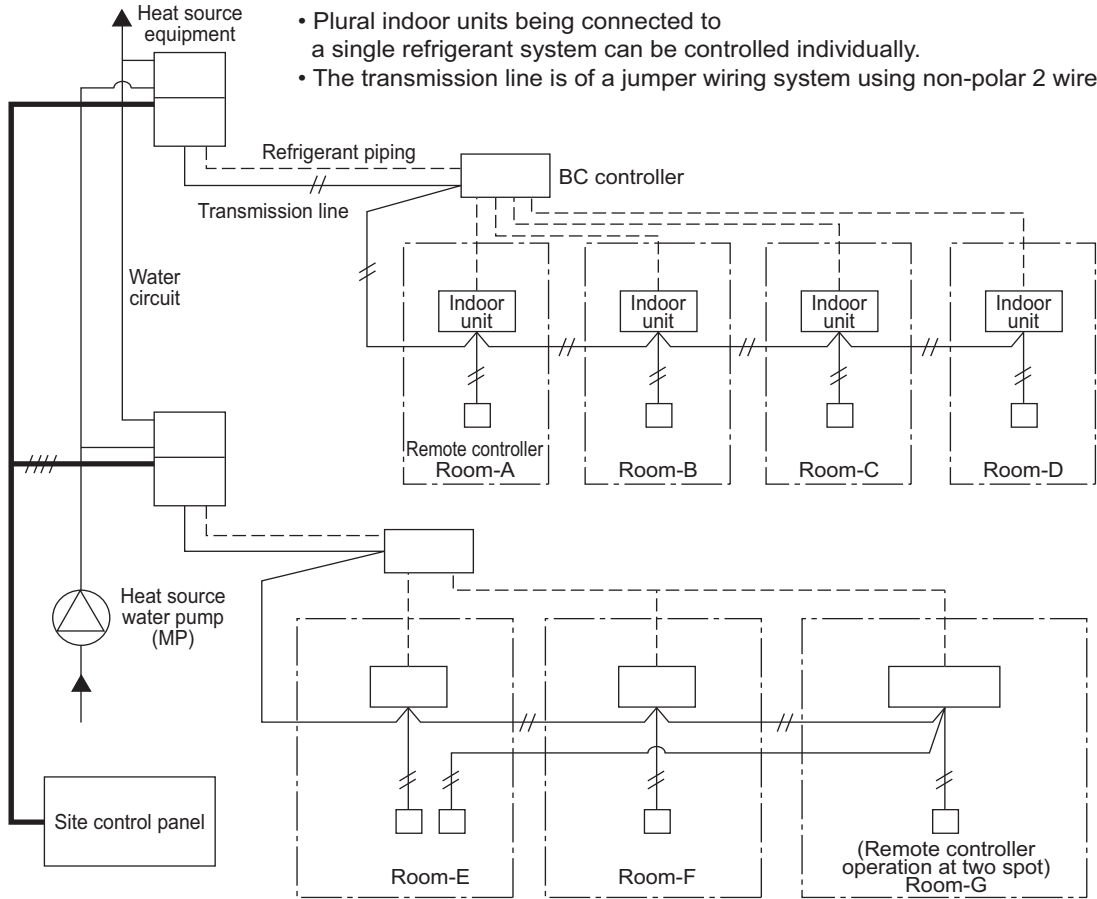 Heat source
equipment
• Plural indoor units being connected to
a single refrigerant system can be controlled individually.
• The transmission line is of a jumper wiring system using non-polar 2 wire
Refrigerant piping
BC controller
Transmission line
Water
circuit
Indoor
unit
Indoor
unit
Indoor
unit
Indoor
unit
Remote controller
Room-A
Room-B
Room-C
Room-D
Heat source
water pump
(MP)
Site control panel
Room-E
Room-F
(Remote controller
operation at two spot)
Room-G